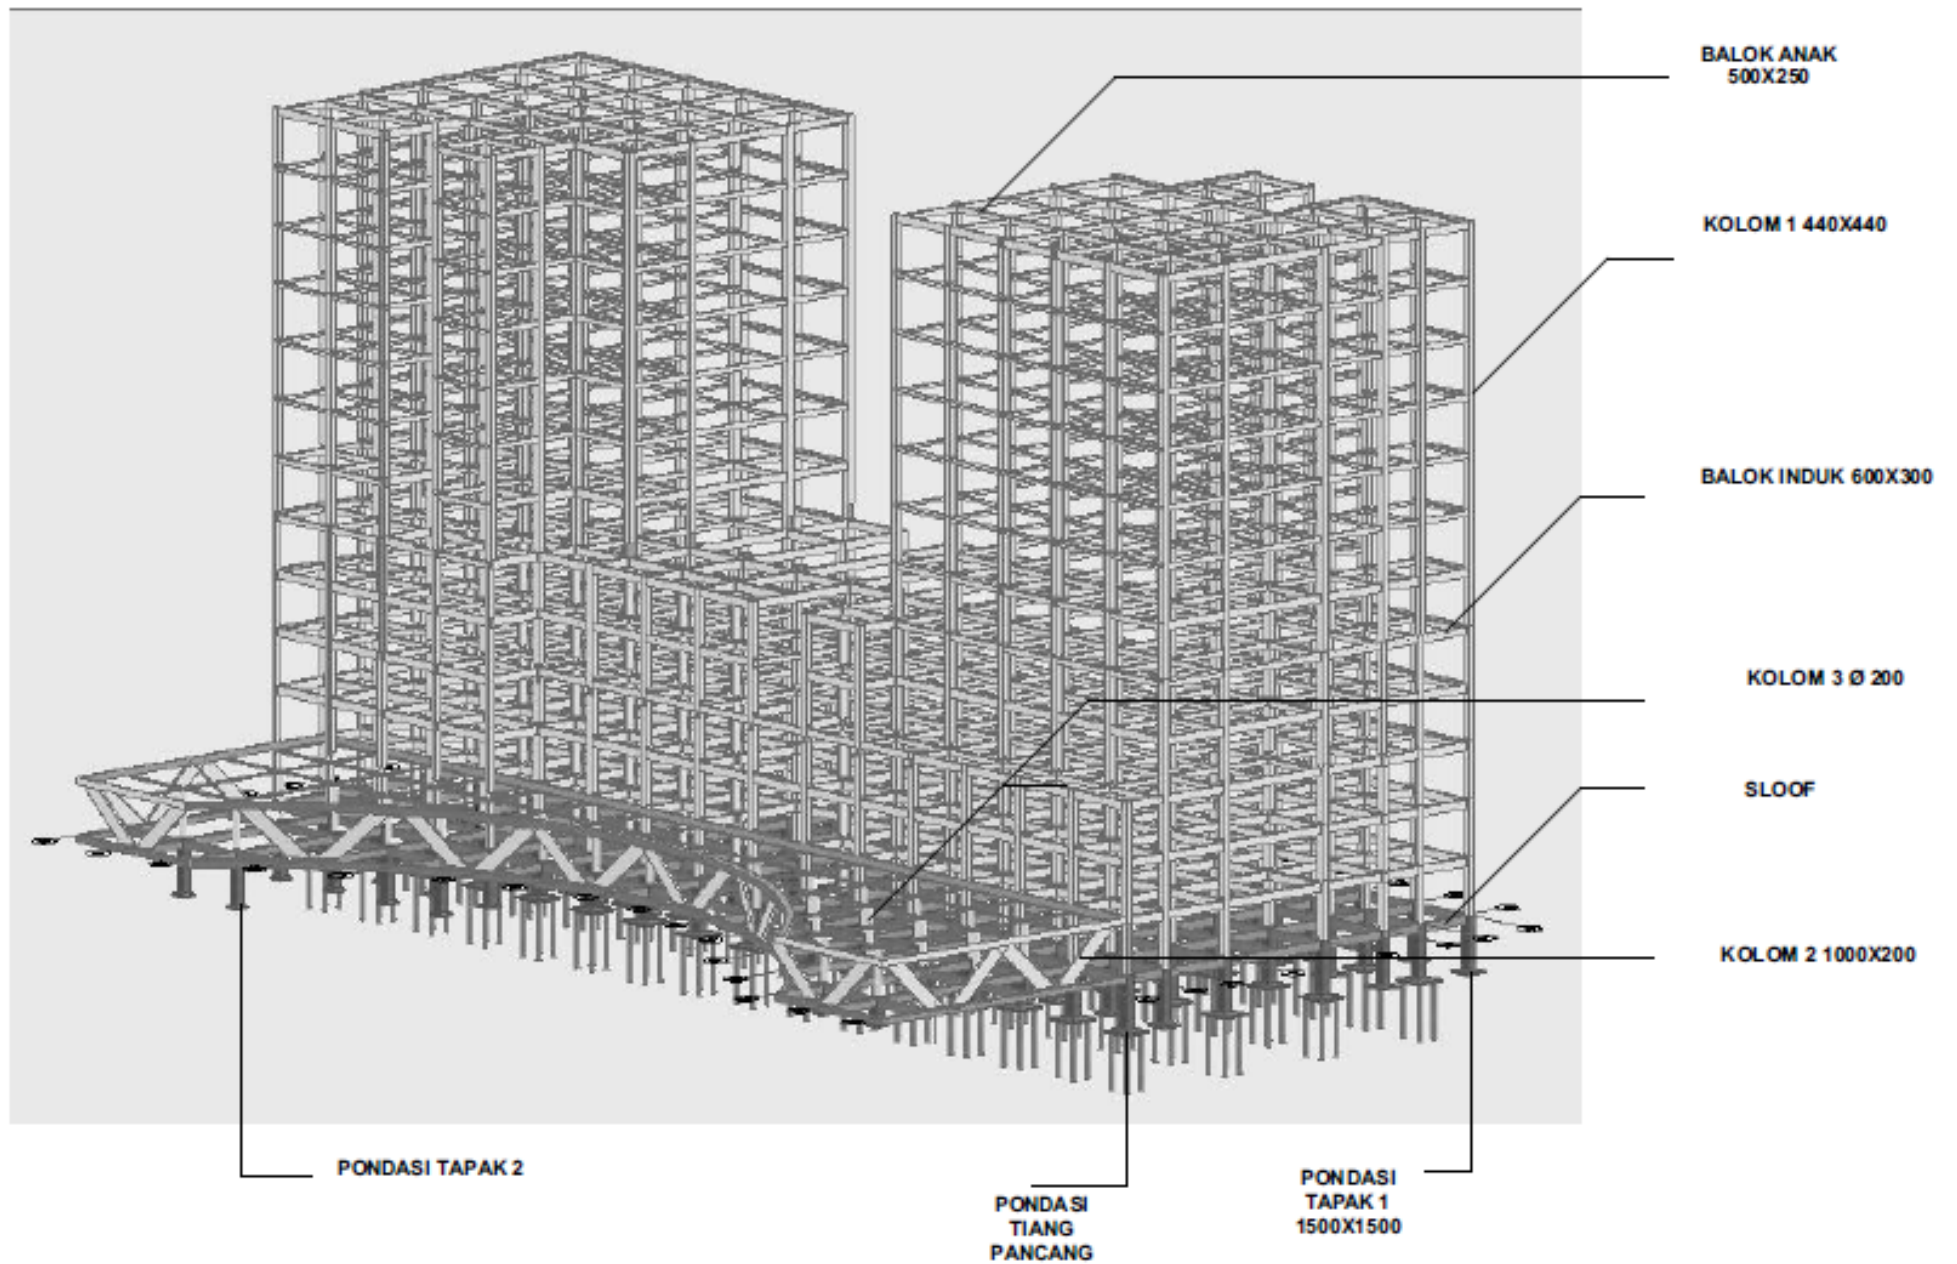 BALOK ANAK
500X250
KOLOM 1 440X440
BALOK INDUK 600X300
KOLOM 3 Ø 200
SLOOF
KOLOM 2 1000X200
PONDASI TAPAK 2
PONDASI
TIANG
PANCANG
PONDASI
TAPAK 1
1500X1500